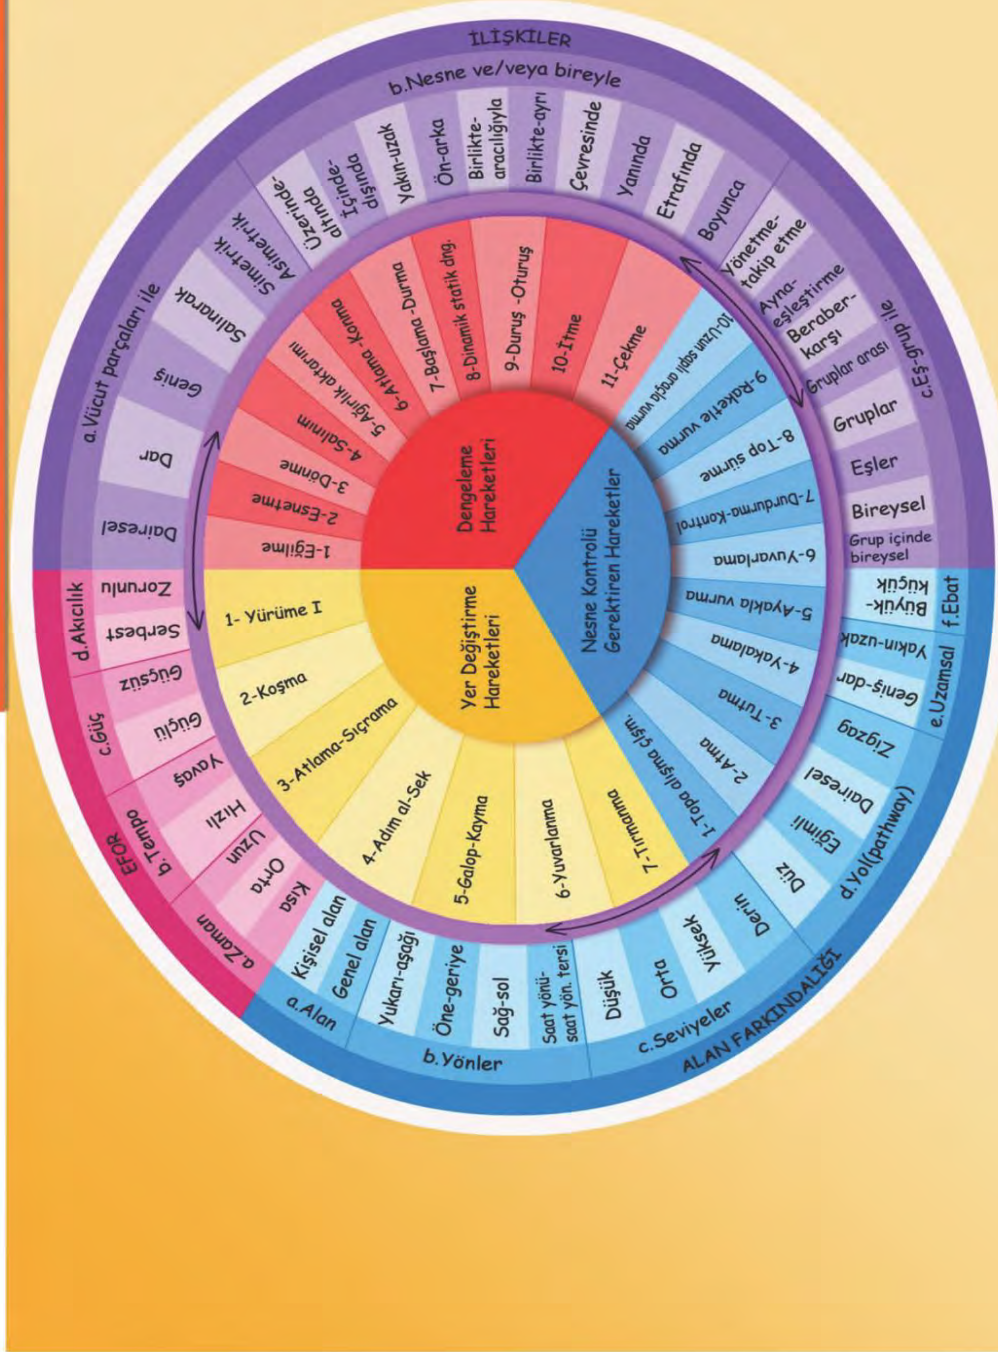 İLİŞKİLER
a.Vücut parçaları ile
Dairesel
Dar
Geniş
Salınarak
Simetrik
Asimetrik
b.Nesne ve/veya bireyle
Üzerinde-
altında
İçinde-
dışında
Yakın-uzak
Ön-arka
Birlikte-
aracılığıyla
Birlikte-ayrı
Çevresinde
Yanında
Etrafında
Boyunca
c.Eş-grup ile
Yönetme-
takip etme
Ayna-
eşleştirme
Beraber-
karşı
Gruplar arası
Gruplar
Eşler
Bireysel
Grup içinde
bireysel
ALAN FARKINDALIĞI
f.Ebat
Büyük-
küçük
e.Uzamsal
Yakın-uzak
Geniş-dar
d.Yol(pathway)
Zigzag
Dairesel
Eğimli
Düz
c.Seviyeler
Derin
Yüksek
Orta
Düşük
b.Yönler
Saat yönü-
saat yön. tersi
Sağ-sol
Öne-geriye
Yukarı-aşağı
a.Alan
Genel alan
Kişisel alan
EFOR
a.Zaman
Kısa
Orta
Uzun
b.Tempo
Hızlı
Yavaş
c.Güç
Güçlü
Güçsüz
d.Akıcılık
Serbest
Zorunlu
Dengeleme
Hareketleri
1-Eğilme
2-Esnetme
3-Dönme
4-Salınım
5-Ağırlık aktarımı
6-Atlama-Konma
7-Başlama-Durma
8-Dinamik statik dng.
9-Duruş -Oturuş
10-İtme
11-Çekme
Nesne Kontrolü
Gerektiren Hareketler
10-Uzun saplı araçla vurma
9-Raketle vurma
8-Top sürme
7-Durdurma-Kontrol
6-Yuvarlama
5-Ayakla vurma
4-Yakalama
3-Tutma
2-Atma
1-Topa alışma çlşm.
Yer Değiştirme
Hareketleri
1- Yürüme I
2-Koşma
3-Atlama-Sıçrama
4-Adım al-Sek
5-Galop-Kayma
6-Yuvarlanma
7-Tırmanma